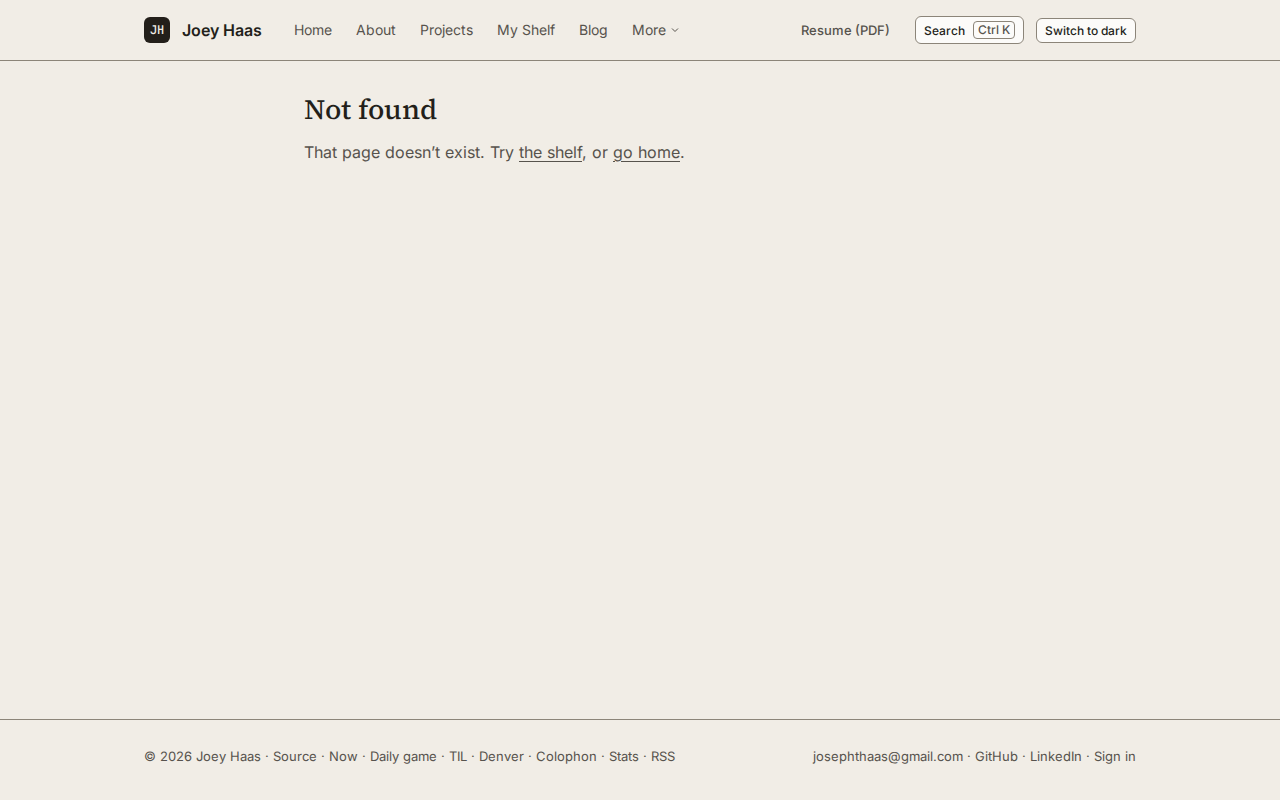 JH Joey Haas Home About Projects My Shelf Blog More Resume (PDF) Search Ctrl K Switch to dark
Not found
That page doesn’t exist. Try the shelf, or go home.
© 2026 Joey Haas · Source · Now · Daily game · TIL · Denver · Colophon · Stats · RSS josephthaas@gmail.com · GitHub · LinkedIn · Sign in